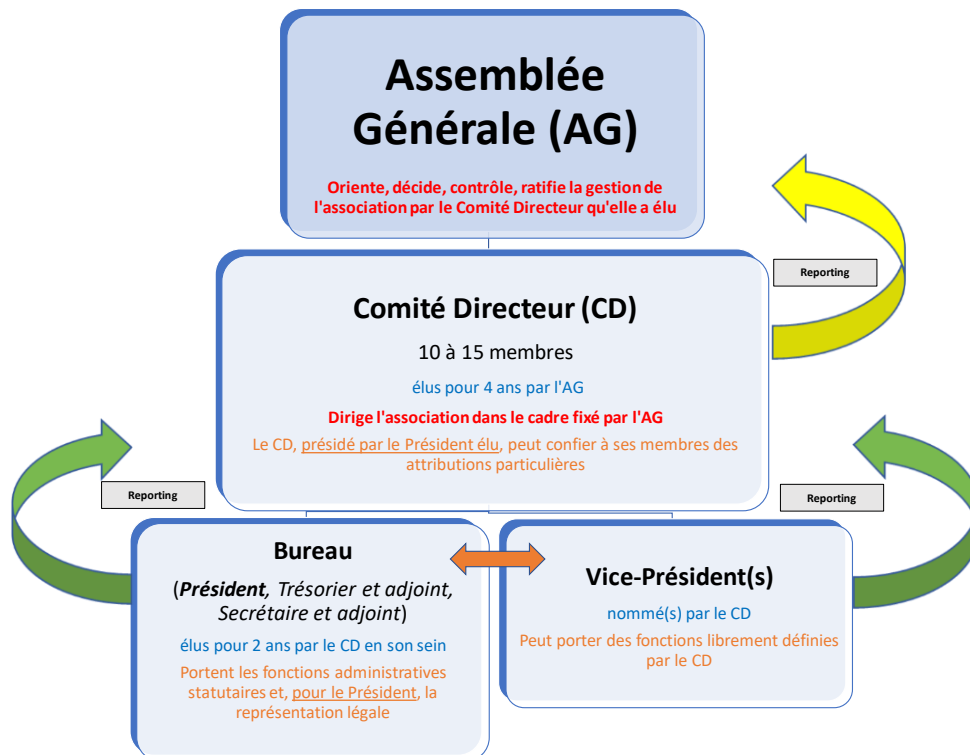 Assemblée
Générale (AG)
Oriente, décide, contrôle, ratifie la gestion de
l'association par le Comité Directeur qu'elle a élu
Reporting
Comité Directeur (CD)
10 à 15 membres
élus pour 4 ans par l'AG
Dirige l'association dans le cadre fixé par l'AG
Le CD, présidé par le Président élu, peut confier à ses membres des
attributions particulières
Reporting
Reporting
Bureau
(Président, Trésorier et adjoint,
Secrétaire et adjoint)
élus pour 2 ans par le CD en son sein
Portent les fonctions administratives
statutaires et, pour le Président, la
représentation légale
Vice-Président(s)
nommé(s) par le CD
Peut porter des fonctions librement définies
par le CD